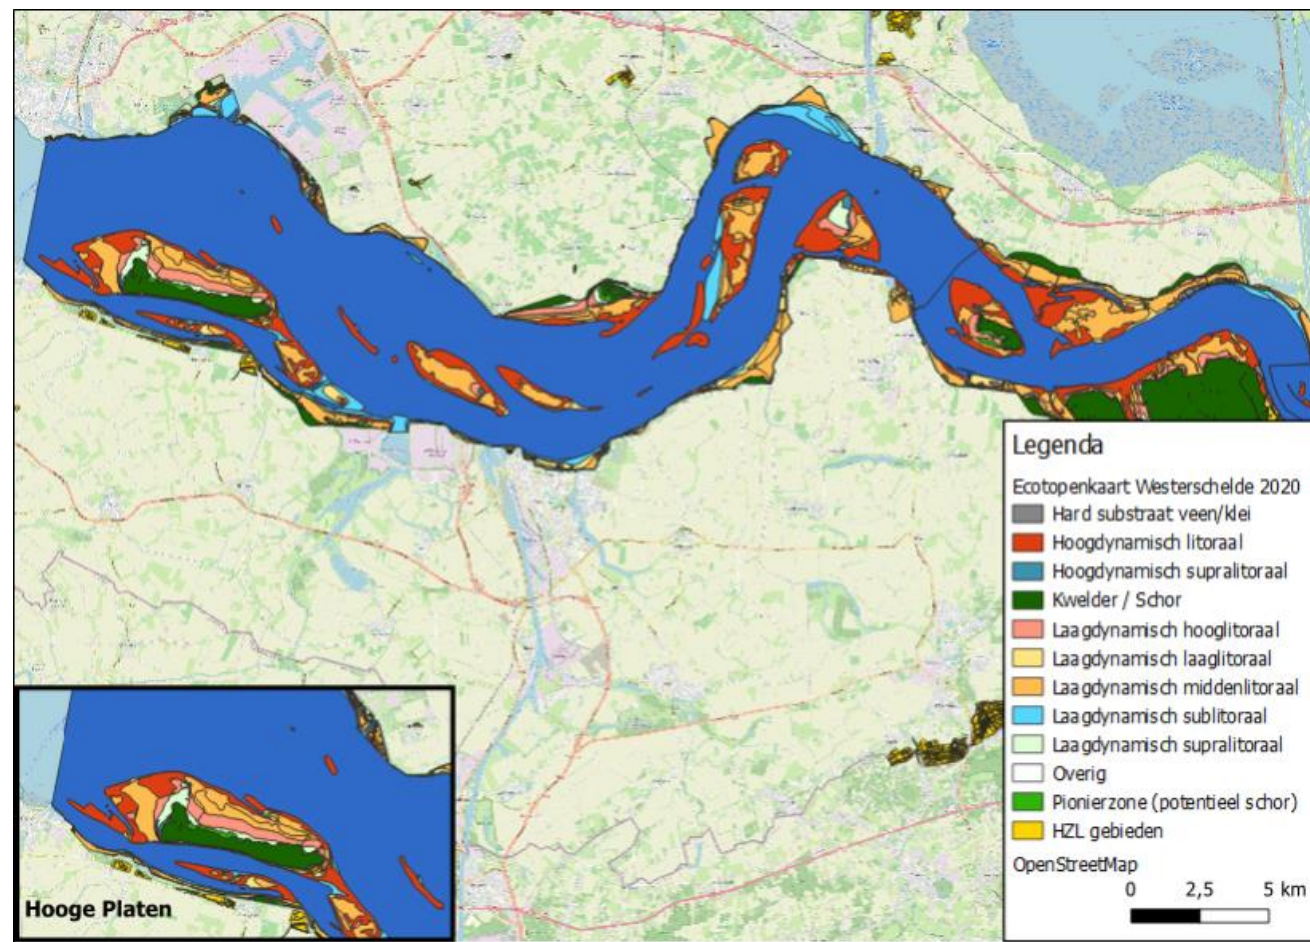 Legenda
Ecotopenkaart Westerschelde 2020
Hard substraat veen/klei
Hoogdynamisch litoraal
Hoogdynamisch supralitoraal
Kwelder / Schor
Laagdynamisch hooglitoraal
Laagdynamisch laaglitoraal
Laagdynamisch middenlitoraal
Laagdynamisch sublitoraal
Laagdynamisch supralitoraal
Overig
Pionierzone (potentieel schor)
HZL gebieden
OpenStreetMap
0 2,5 5 km
Hooge Platen